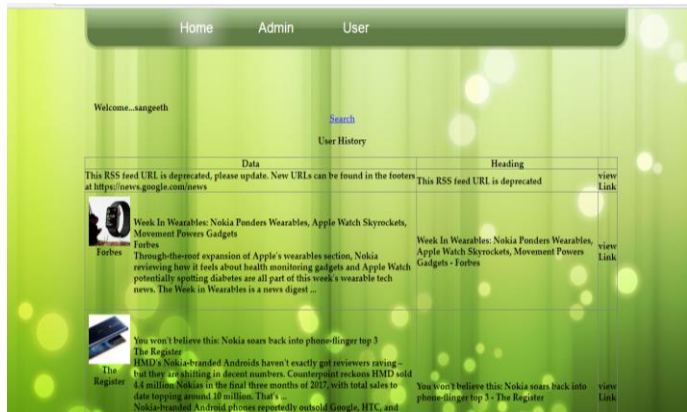 Home Admin User
Welcome...sangeeth
Search
User History
Data Heading
This RSS feed URL is deprecated, please update. New URLs can be found in the footers
at https://news.google.com/news
This RSS feed URL is deprecated
view
Link
Forbes
Week In Wearables: Nokia Ponders Wearables, Apple Watch Skyrockets,
Movement Powers Gadgets
Forbes
Through-the-roof expansion of Apple's wearables section, Nokia
reviewing how it feels about health monitoring gadgets and Apple Watch
potentially spotting diabetes are all part of this week's wearable tech
news. The Week in Wearables is a news digest ...
Week In Wearables: Nokia Ponders Wearables,
Apple Watch Skyrockets, Movement Powers
Gadgets - Forbes
view
Link
The
Register
You won't believe this: Nokia soars back into phone-flinger top 3
The Register
HMD's Nokia-branded Androids haven't exactly got reviewers raving –
but they are shifting in decent numbers. Counterpoint reckons HMD sold
4.4 million Nokias in the final three months of 2017, with total sales to
date topping around 10 million. That's ...
Nokia-branded Android phones reportedly outsold Google, HTC, and
You won't believe this: Nokia soars back into
phone-flinger top 3 - The Register
view
Link